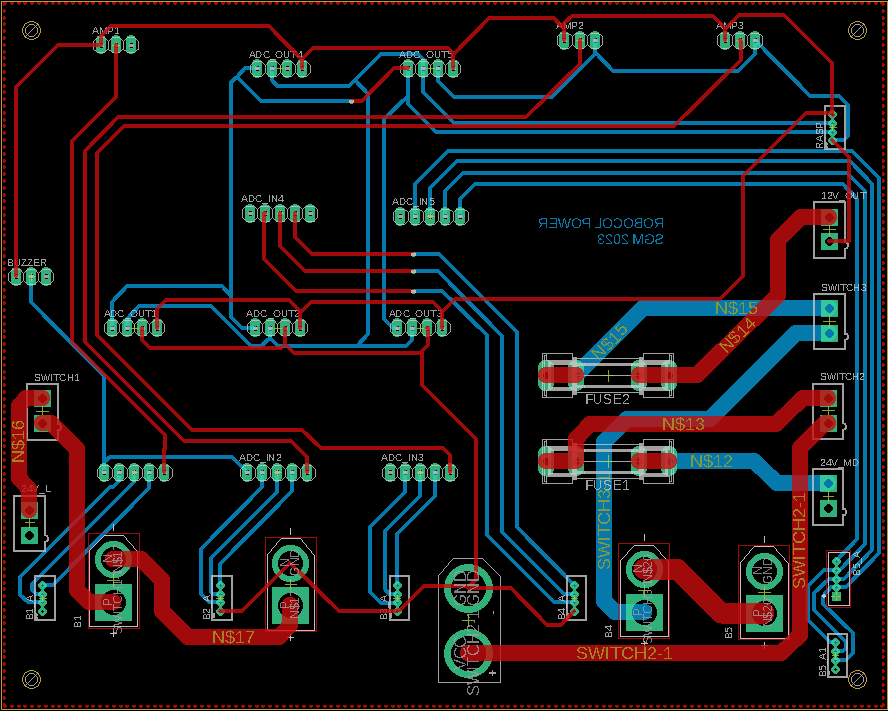 AMP1
AMP2
AMP3
ADC_OUT4
ADC_OUT5
RASP
ADC_IN4
ADC_IN5
12V_OUT
ROBOCOL POWER
SGM 2023
BUZZER
SWITCH3
N$15
N$15
N$14
ADC_OUT1
ADC_OUT2
ADC_OUT3
FUSE2
SWITCH1
SWITCH2
N$16
N$13
ADC_IN2
ADC_IN3
N$12
24V_MD
FUSE1
24V_L
SWITCH3
SWITCH2-1
B1_A
B2_A
B4_A
B5_A
B1
B4
B5
N$17
GND
GND
GND
VCC
SWITCH2-1
B5_A1